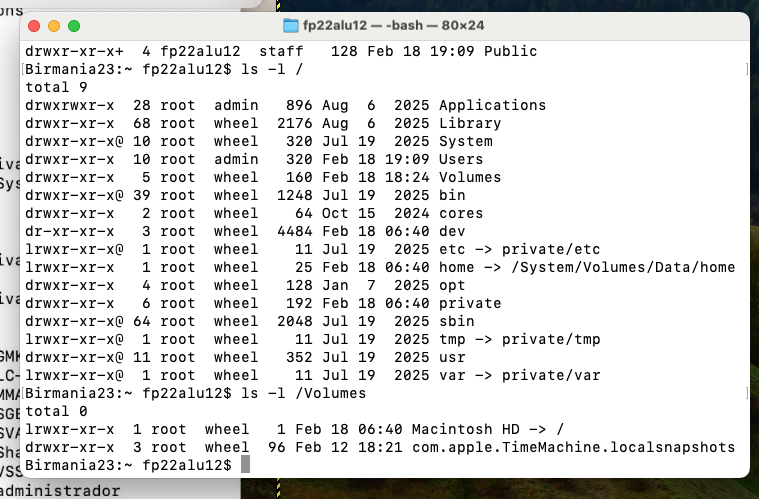 fp22alu12 — -bash — 80×24
drwxr-xr-x+  4 fp22alu12  staff   128 Feb 18 19:09 Public
[Birmania23:~ fp22alu12$ ls -l /                                               ]
total 9
drwxrwxr-x  28 root  admin   896 Aug  6  2025 Applications
drwxr-xr-x  68 root  wheel  2176 Aug  6  2025 Library
drwxr-xr-x@ 10 root  wheel   320 Jul 19  2025 System
drwxr-xr-x  10 root  admin   320 Feb 18 19:09 Users
drwxr-xr-x   5 root  wheel   160 Feb 18 18:24 Volumes
drwxr-xr-x@ 39 root  wheel  1248 Jul 19  2025 bin
drwxr-xr-x   2 root  wheel    64 Oct 15  2024 cores
dr-xr-xr-x   3 root  wheel  4484 Feb 18 06:40 dev
lrwxr-xr-x@  1 root  wheel    11 Jul 19  2025 etc -> private/etc
lrwxr-xr-x   1 root  wheel    25 Feb 18 06:40 home -> /System/Volumes/Data/home
drwxr-xr-x   4 root  wheel   128 Jan  7  2025 opt
drwxr-xr-x   6 root  wheel   192 Feb 18 06:40 private
drwxr-xr-x@ 64 root  wheel  2048 Jul 19  2025 sbin
lrwxr-xr-x@  1 root  wheel    11 Jul 19  2025 tmp -> private/tmp
drwxr-xr-x@ 11 root  wheel   352 Jul 19  2025 usr
lrwxr-xr-x@  1 root  wheel    11 Jul 19  2025 var -> private/var
[Birmania23:~ fp22alu12$ ls -l /Volumes                                        ]
total 0
lrwxr-xr-x  1 root  wheel   1 Feb 18 06:40 Macintosh HD -> /
drwxr-xr-x  3 root  wheel  96 Feb 12 18:21 com.apple.TimeMachine.localsnapshots
Birmania23:~ fp22alu12$
administrador